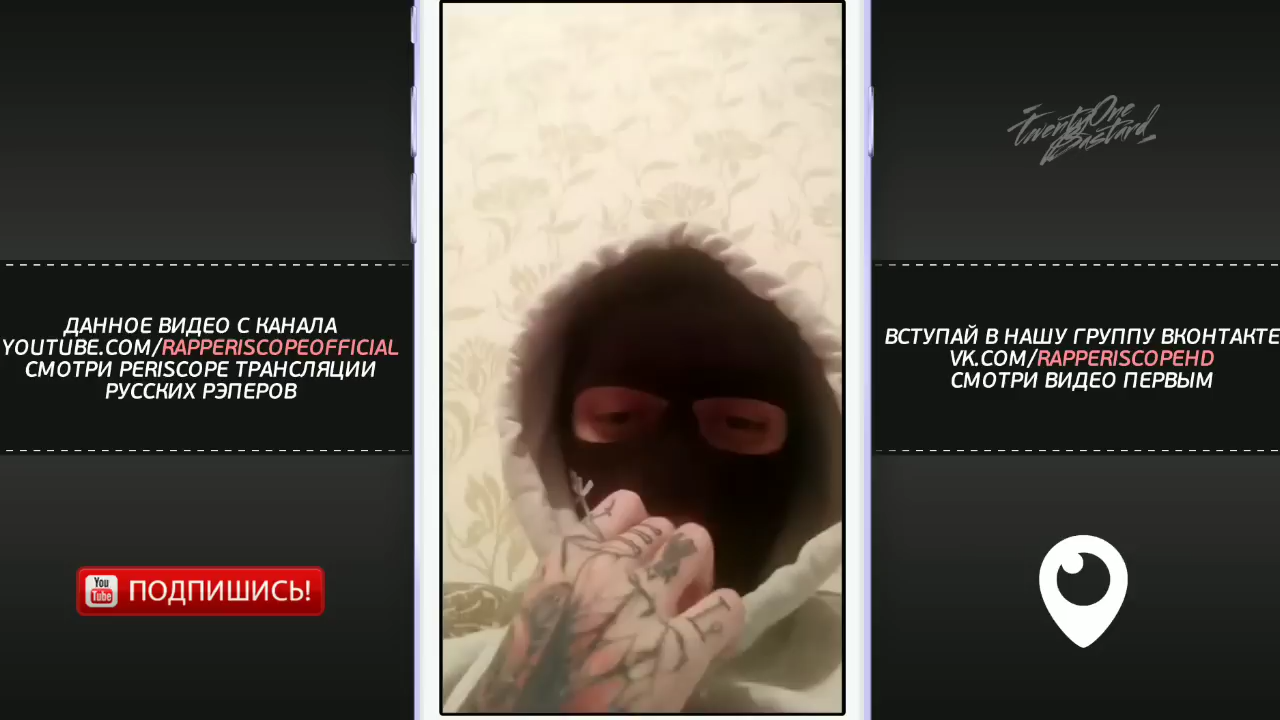 TwentyOne
Bastard
ДАННОЕ ВИДЕО С КАНАЛА
YOUTUBE.COM/RAPPERISCOPEOFFICIAL
СМОТРИ PERISCOPE ТРАНСЛЯЦИИ
РУССКИХ РЭПЕРОВ
ВСТУПАЙ В НАШУ ГРУППУ ВКОНТАКТЕ
VK.COM/RAPPERISCOPEHD
СМОТРИ ВИДЕО ПЕРВЫМ
You
Tube
ПОДПИШИСЬ!